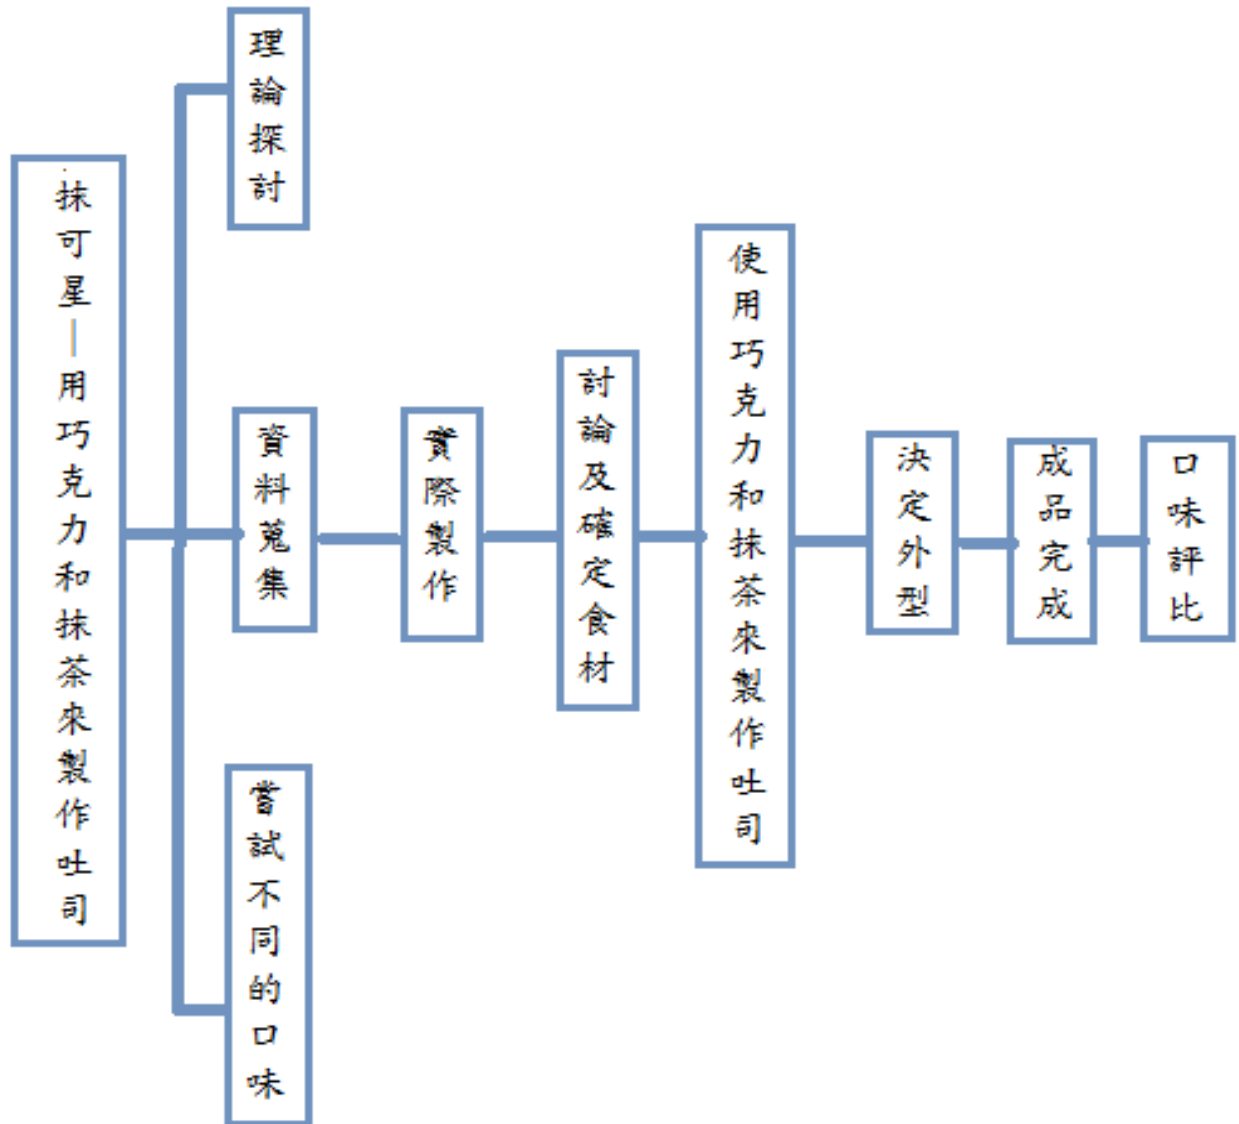 抹可星—用巧克力和抹茶來製作吐司
理論探討
資料蒐集
嘗試不同的口味
實際製作
討論及確定食材
使用巧克力和抹茶來製作吐司
決定外型
成品完成
口味評比